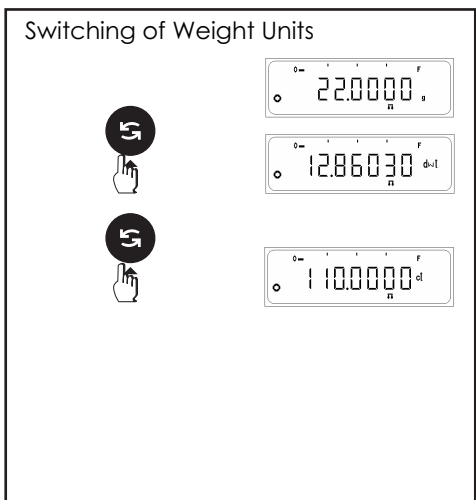 Switching of Weight Units
0 F
22.0000 g
0 F
12.86030 dwt
0 F
110.0000 ct